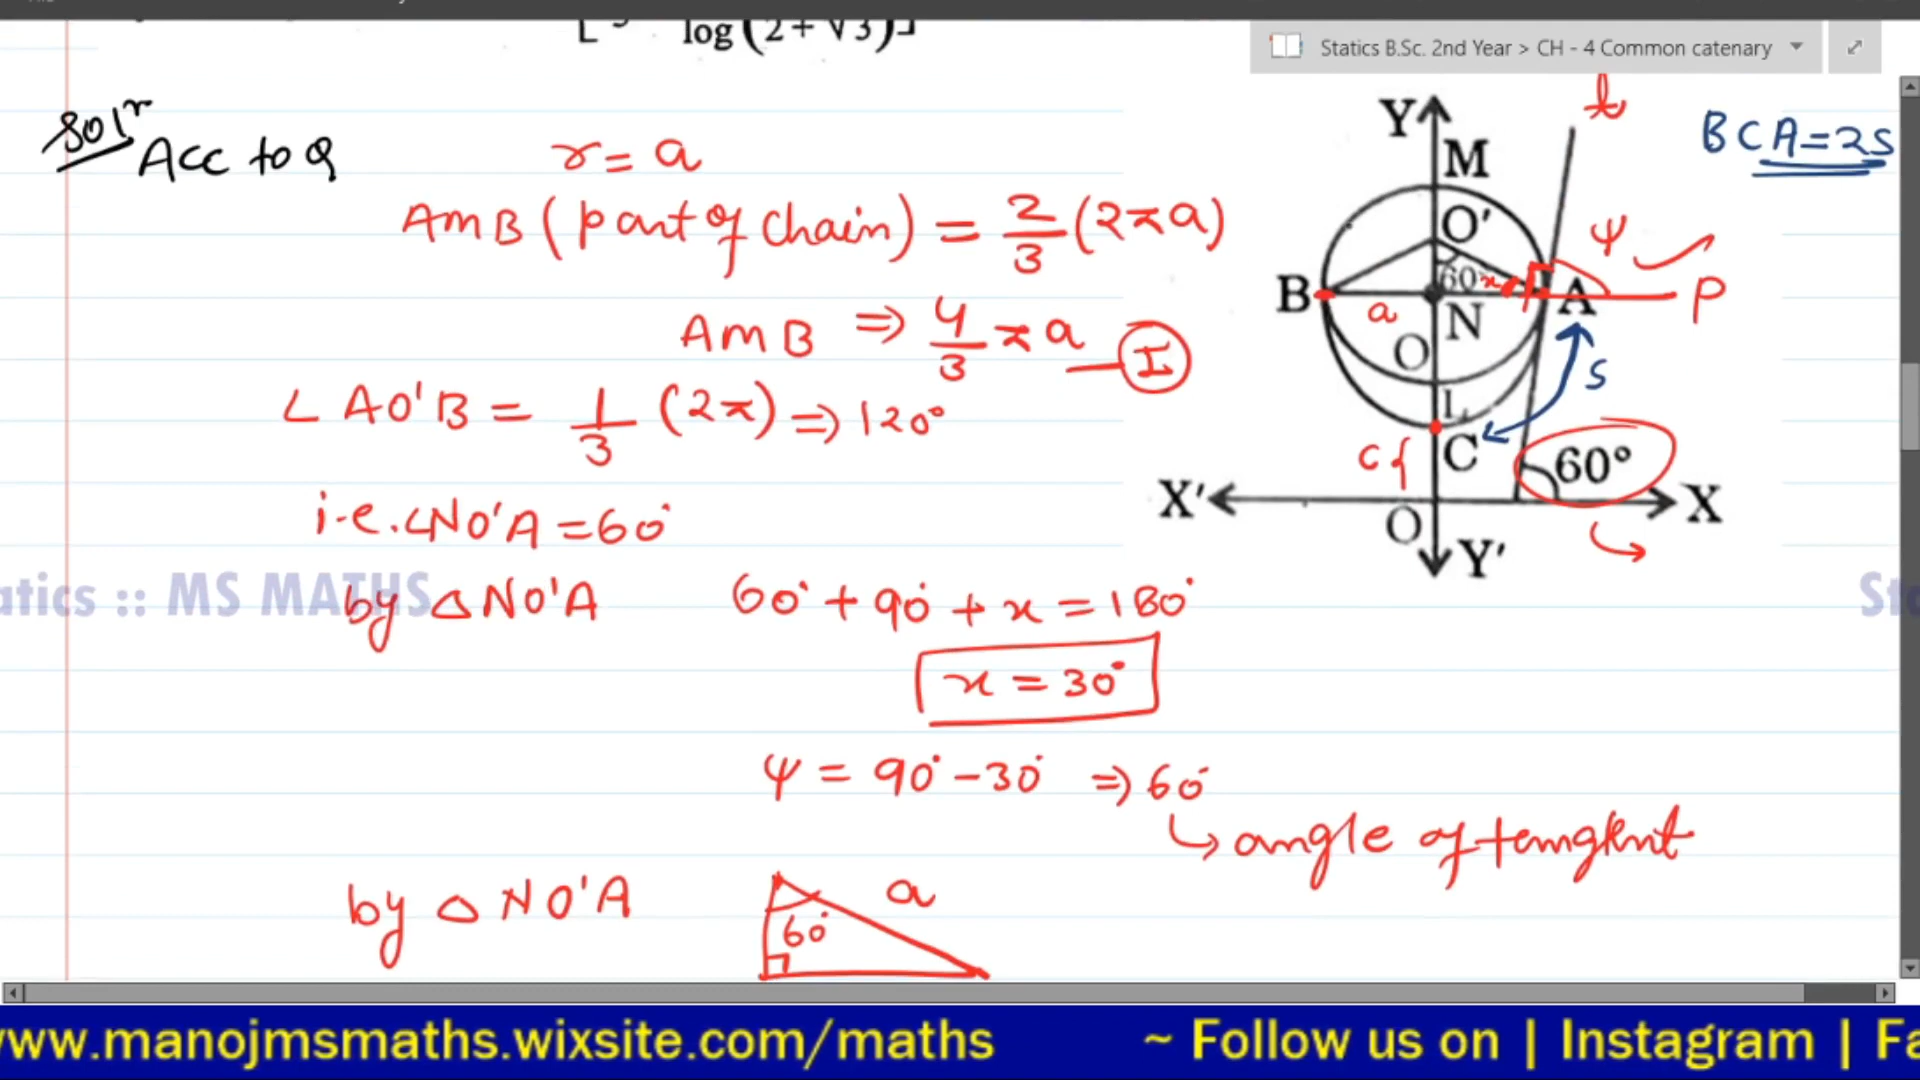 log (2 + √3)]
Statics B.Sc. 2nd Year > CH - 4 Common catenary
Solⁿ Acc to Q
r = a
AMB (part of chain) = 2/3 (2πa)
AMB ⇒ 4/3 πa — I
∠AO'B = 1/3 (2π) ⇒ 120°
i.e. ∠NO'A = 60°
by △NO'A 60° + 90° + x = 180°
x = 30°
ψ = 90° - 30° ⇒ 60°
↳ angle of tangent
by △ NO'A
60°
a
Y
M
O'
60 x
B
a
N
A
ψ
P
t
BCA = 2S
O
L
S
C {
C
60°
X'
O
X
Y'
atics :: MS MATHS
Sta
www.manojmsmaths.wixsite.com/maths ~ Follow us on | Instagram | Fa